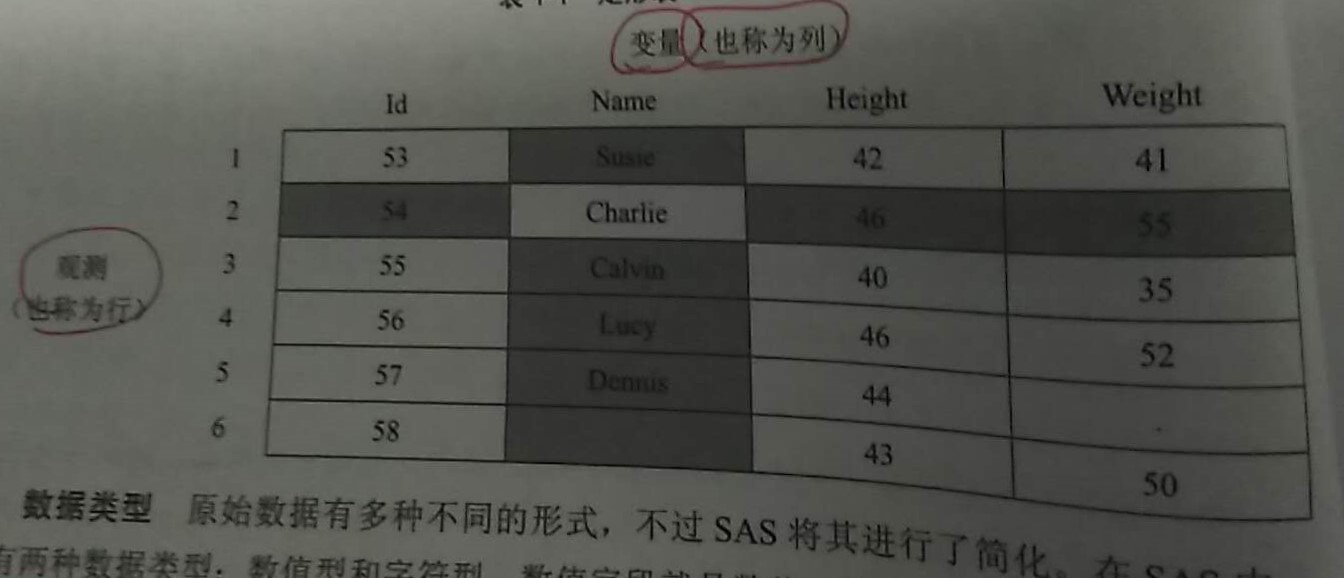 变量（也称为列）
Id Name Height Weight
1 53 Susie 42 41
2 54 Charlie 46 55
观测
（也称为行）
3 55 Calvin 40 35
4 56 Lucy 46 52
5 57 Dennis 44 .
6 58 43 50
数据类型 原始数据有多种不同的形式，不过 SAS 将其进行了简化。在 SAS 中
有两种数据类型：数值型和字符型